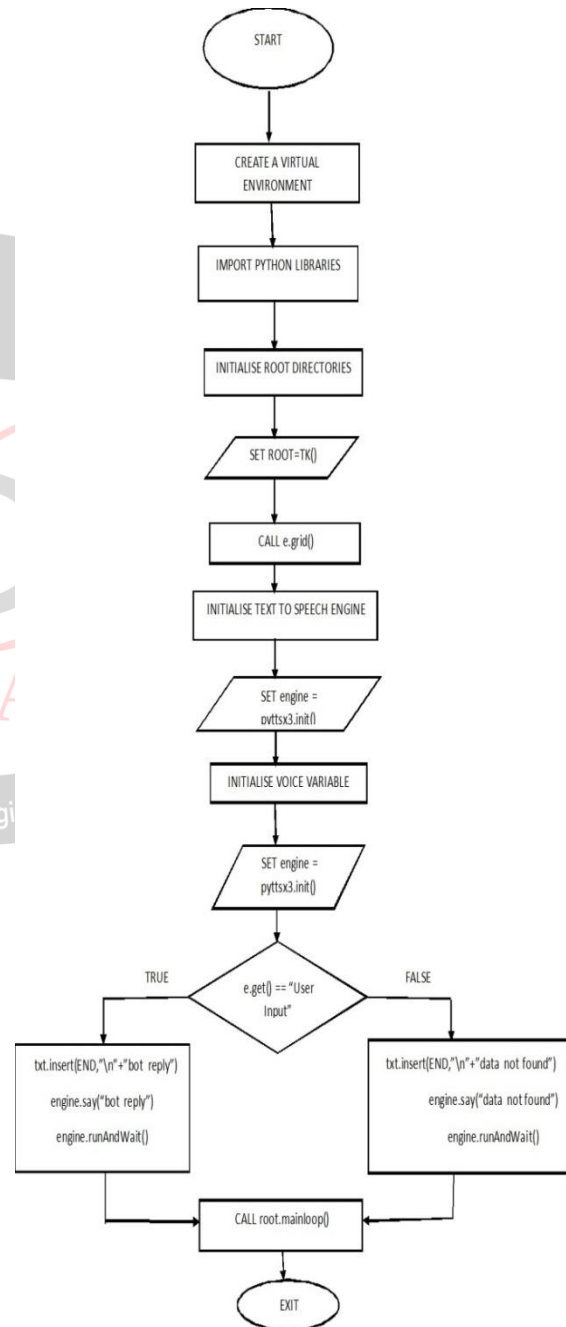 START
CREATE A VIRTUAL
ENVIRONMENT
IMPORT PYTHON LIBRARIES
INITIALISE ROOT DIRECTORIES
SET ROOT=TK()
CALL e.grid()
INITIALISE TEXT TO SPEECH ENGINE
SET engine =
pyttsx3.init()
INITIALISE VOICE VARIABLE
SET engine =
pyttsx3.init()
TRUE
FALSE
e.get() == “User
Input”
txt.insert(END,”\n”+”bot reply”)
engine.say(“bot reply”)
engine.runAndWait()
txt.insert(END,”\n”+”data not found”)
engine.say(“data not found”)
engine.runAndWait()
CALL root.mainloop()
EXIT